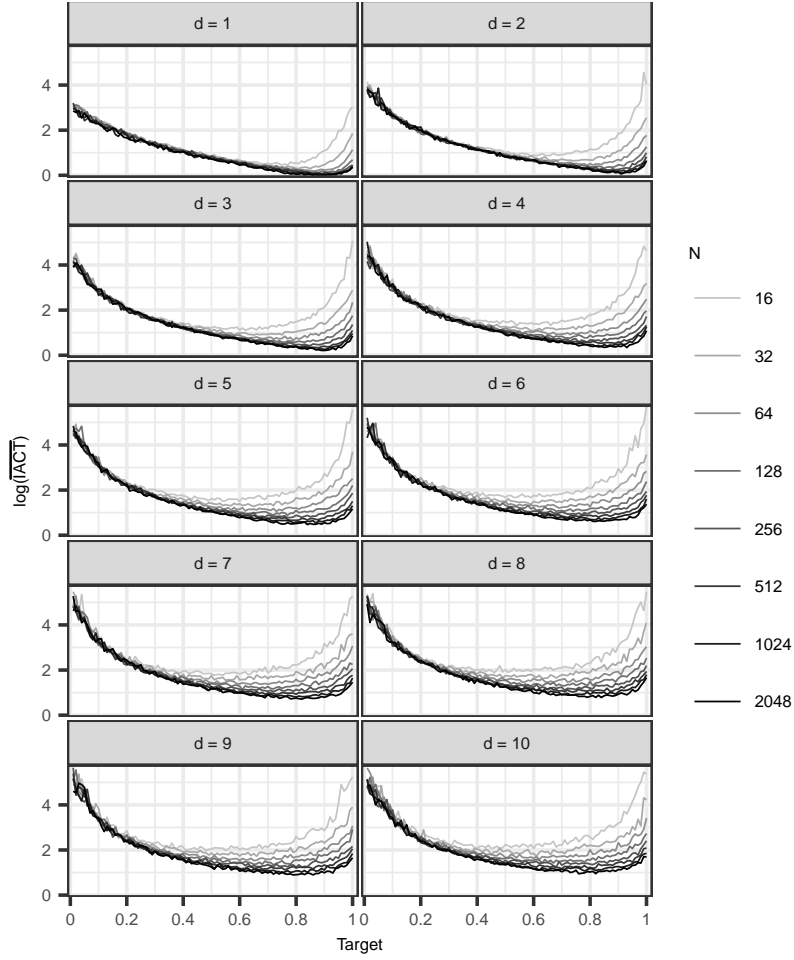 d = 1
d = 2
4
2
0
d = 3
d = 4
4
2
0
d = 5
d = 6
4
2
0
d = 7
d = 8
4
2
0
d = 9
d = 10
4
2
0
0
0.2
0.4
0.6
0.8
1
0
0.2
0.4
0.6
0.8
1
Target
log(IACT)
N
16
32
64
128
256
512
1024
2048